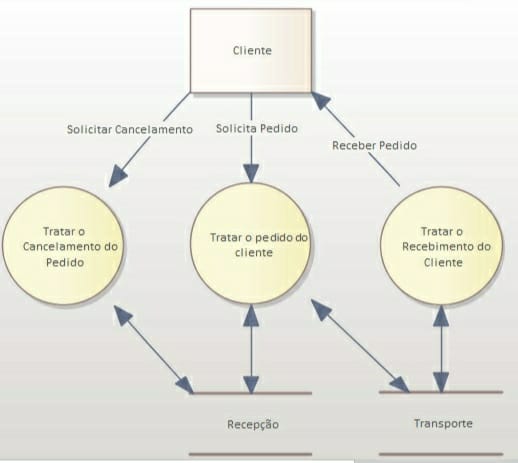 Cliente
Solicitar Cancelamento
Solicita Pedido
Receber Pedido
Tratar o
Cancelamento do
Pedido
Tratar o pedido do
cliente
Tratar o
Recebimento do
Cliente
Recepção
Transporte